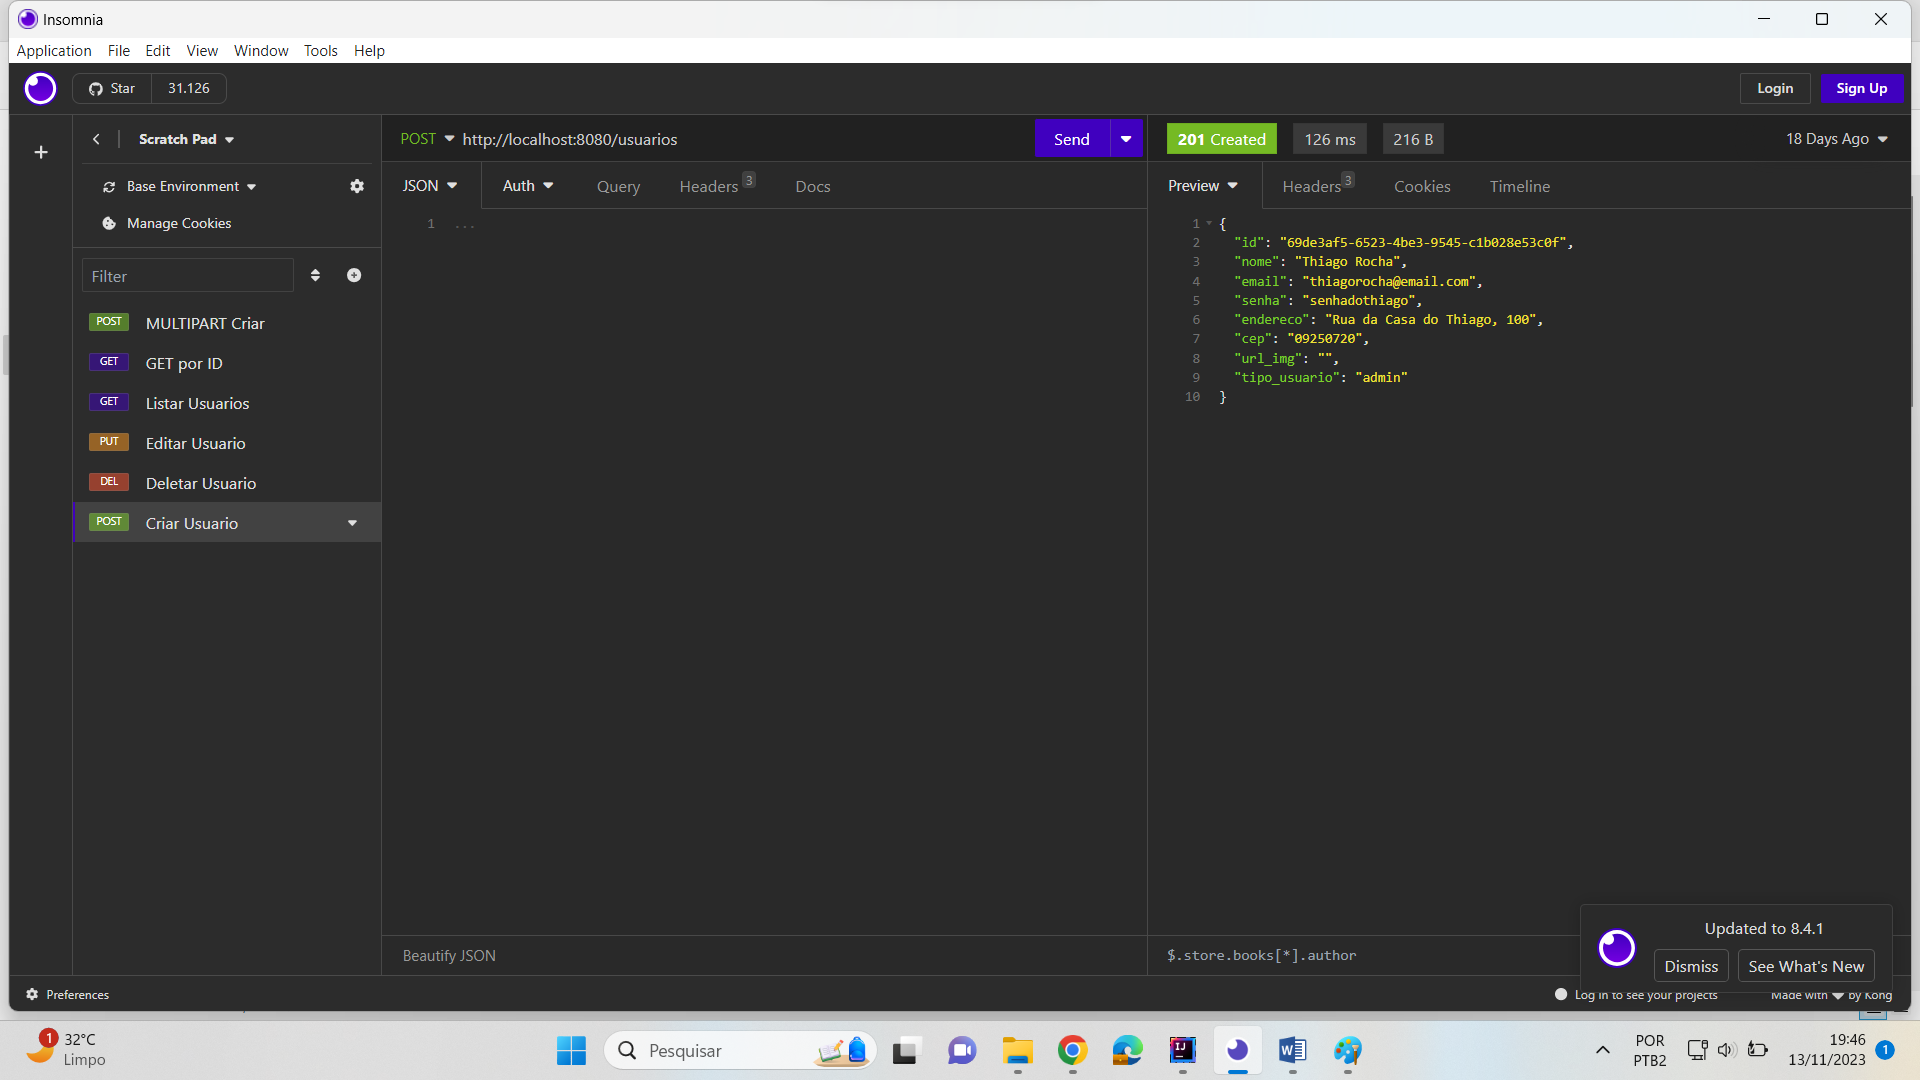 Insomnia
Application File Edit View Window Tools Help
Star 31.126
Login Sign Up
Scratch Pad
POST http://localhost:8080/usuarios Send
201 Created 126 ms 216 B 18 Days Ago
Base Environment
JSON Auth Query Headers 3 Docs
Preview Headers 3 Cookies Timeline
Manage Cookies
Filter
POST MULTIPART Criar
GET GET por ID
GET Listar Usuarios
PUT Editar Usuario
DEL Deletar Usuario
POST Criar Usuario
1 ...
1 {
2 "id": "69de3af5-6523-4be3-9545-c1b028e53c0f",
3 "nome": "Thiago Rocha",
4 "email": "thiagorocha@email.com",
5 "senha": "senhadothiago",
6 "endereco": "Rua da Casa do Thiago, 100",
7 "cep": "09250720",
8 "url_img": "",
9 "tipo_usuario": "admin"
10 }
Beautify JSON
$.store.books[*].author
Updated to 8.4.1
Dismiss See What's New
Preferences
Log in to see your projects Made with by Kong
1 32°C
Limpo
Pesquisar
POR
PTB2
19:46
13/11/2023
1